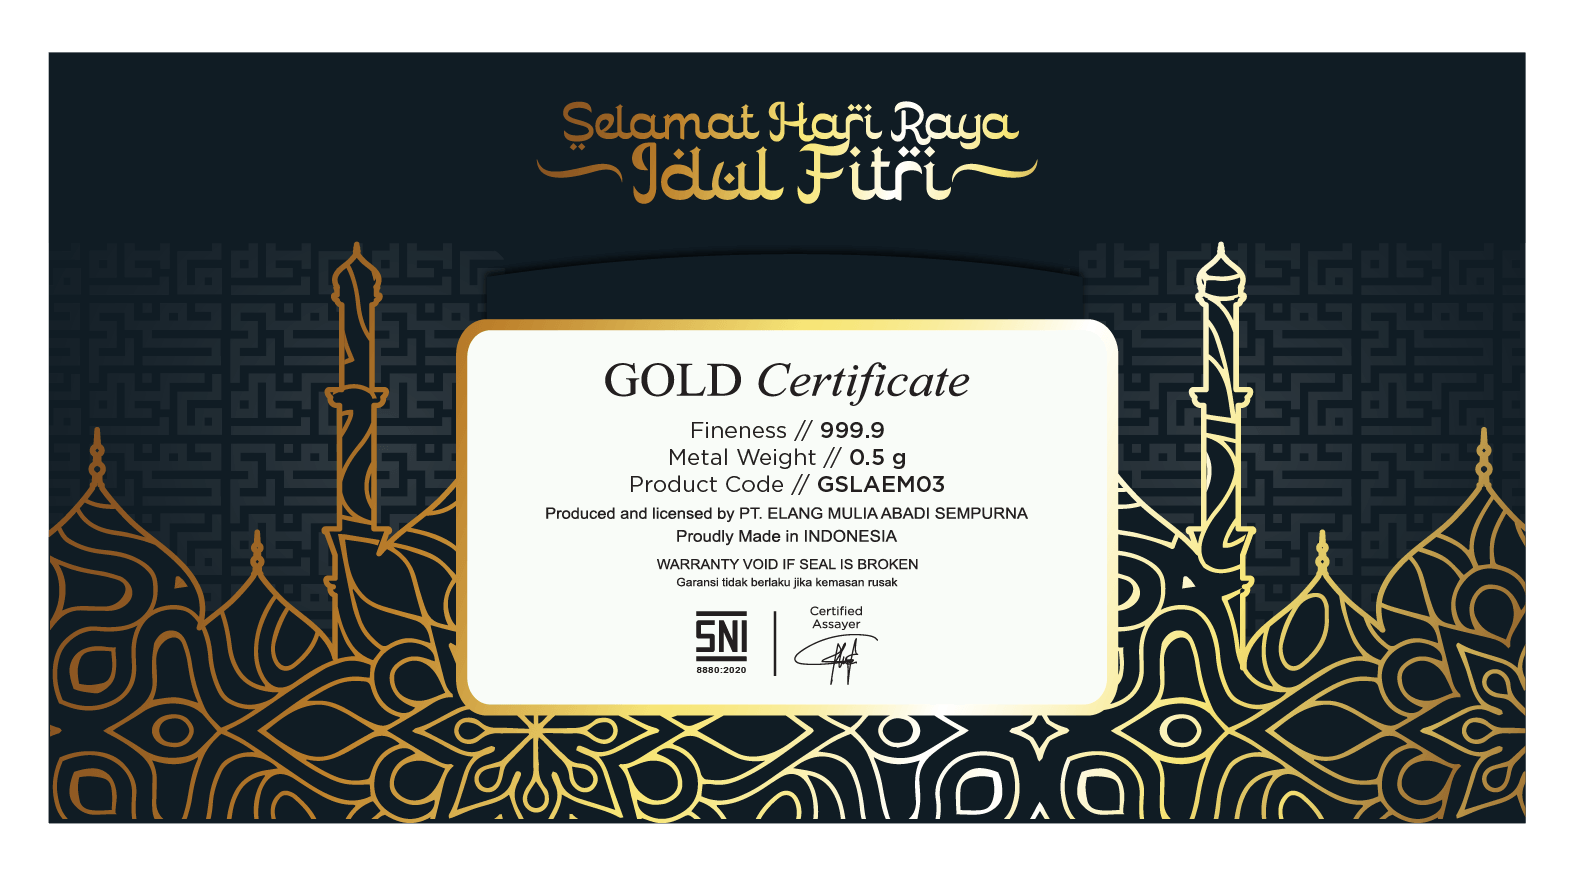 Selamat Hari Raya
Idul Fitri
GOLD Certificate
Fineness // 999.9
Metal Weight // 0.5 g
Product Code // GSLAEM03
Produced and licensed by PT. ELANG MULIA ABADI SEMPURNA
Proudly Made in INDONESIA
WARRANTY VOID IF SEAL IS BROKEN
Garansi tidak berlaku jika kemasan rusak
SNI
8880:2020
Certified
Assayer